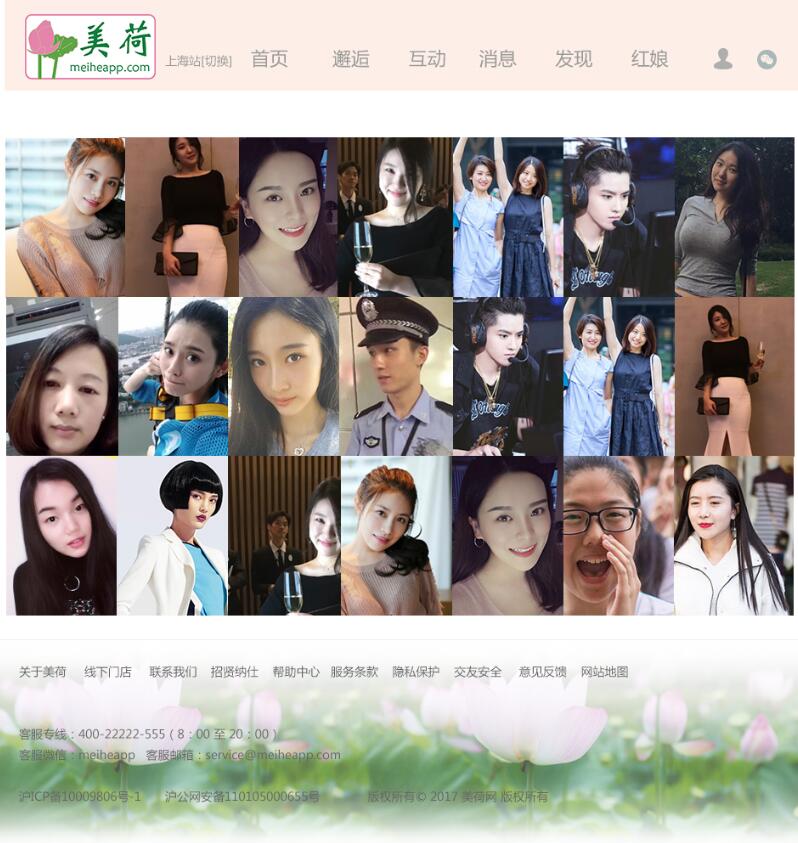 美荷
meiheapp.com
上海站[切换] 首页 邂逅 互动 消息 发现 红娘
关于美荷 线下门店 联系我们 招贤纳仕 帮助中心 服务条款 隐私保护 交友安全 意见反馈 网站地图
客服专线：400-22222-555（8：00 至 20：00）
客服微信：meiheapp 客服邮箱：service@meiheapp.com
沪ICP备10009806号-1 沪公网安备110105000655号 版权所有© 2017 美荷网 版权所有